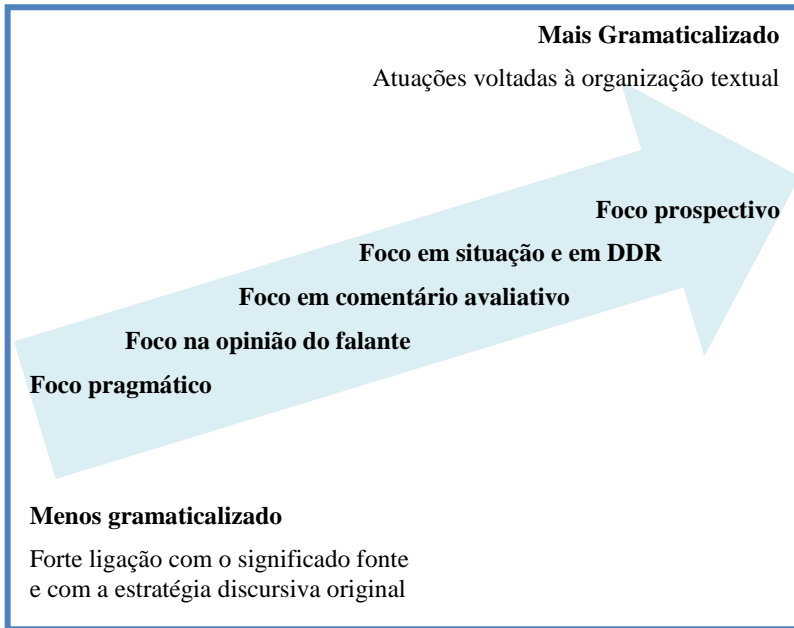 Mais Gramaticalizado
Atuações voltadas à organização textual
Foco prospectivo
Foco em situação e em DDR
Foco em comentário avaliativo
Foco na opinião do falante
Foco pragmático
Menos gramaticalizado
Forte ligação com o significado fonte
e com a estratégia discursiva original